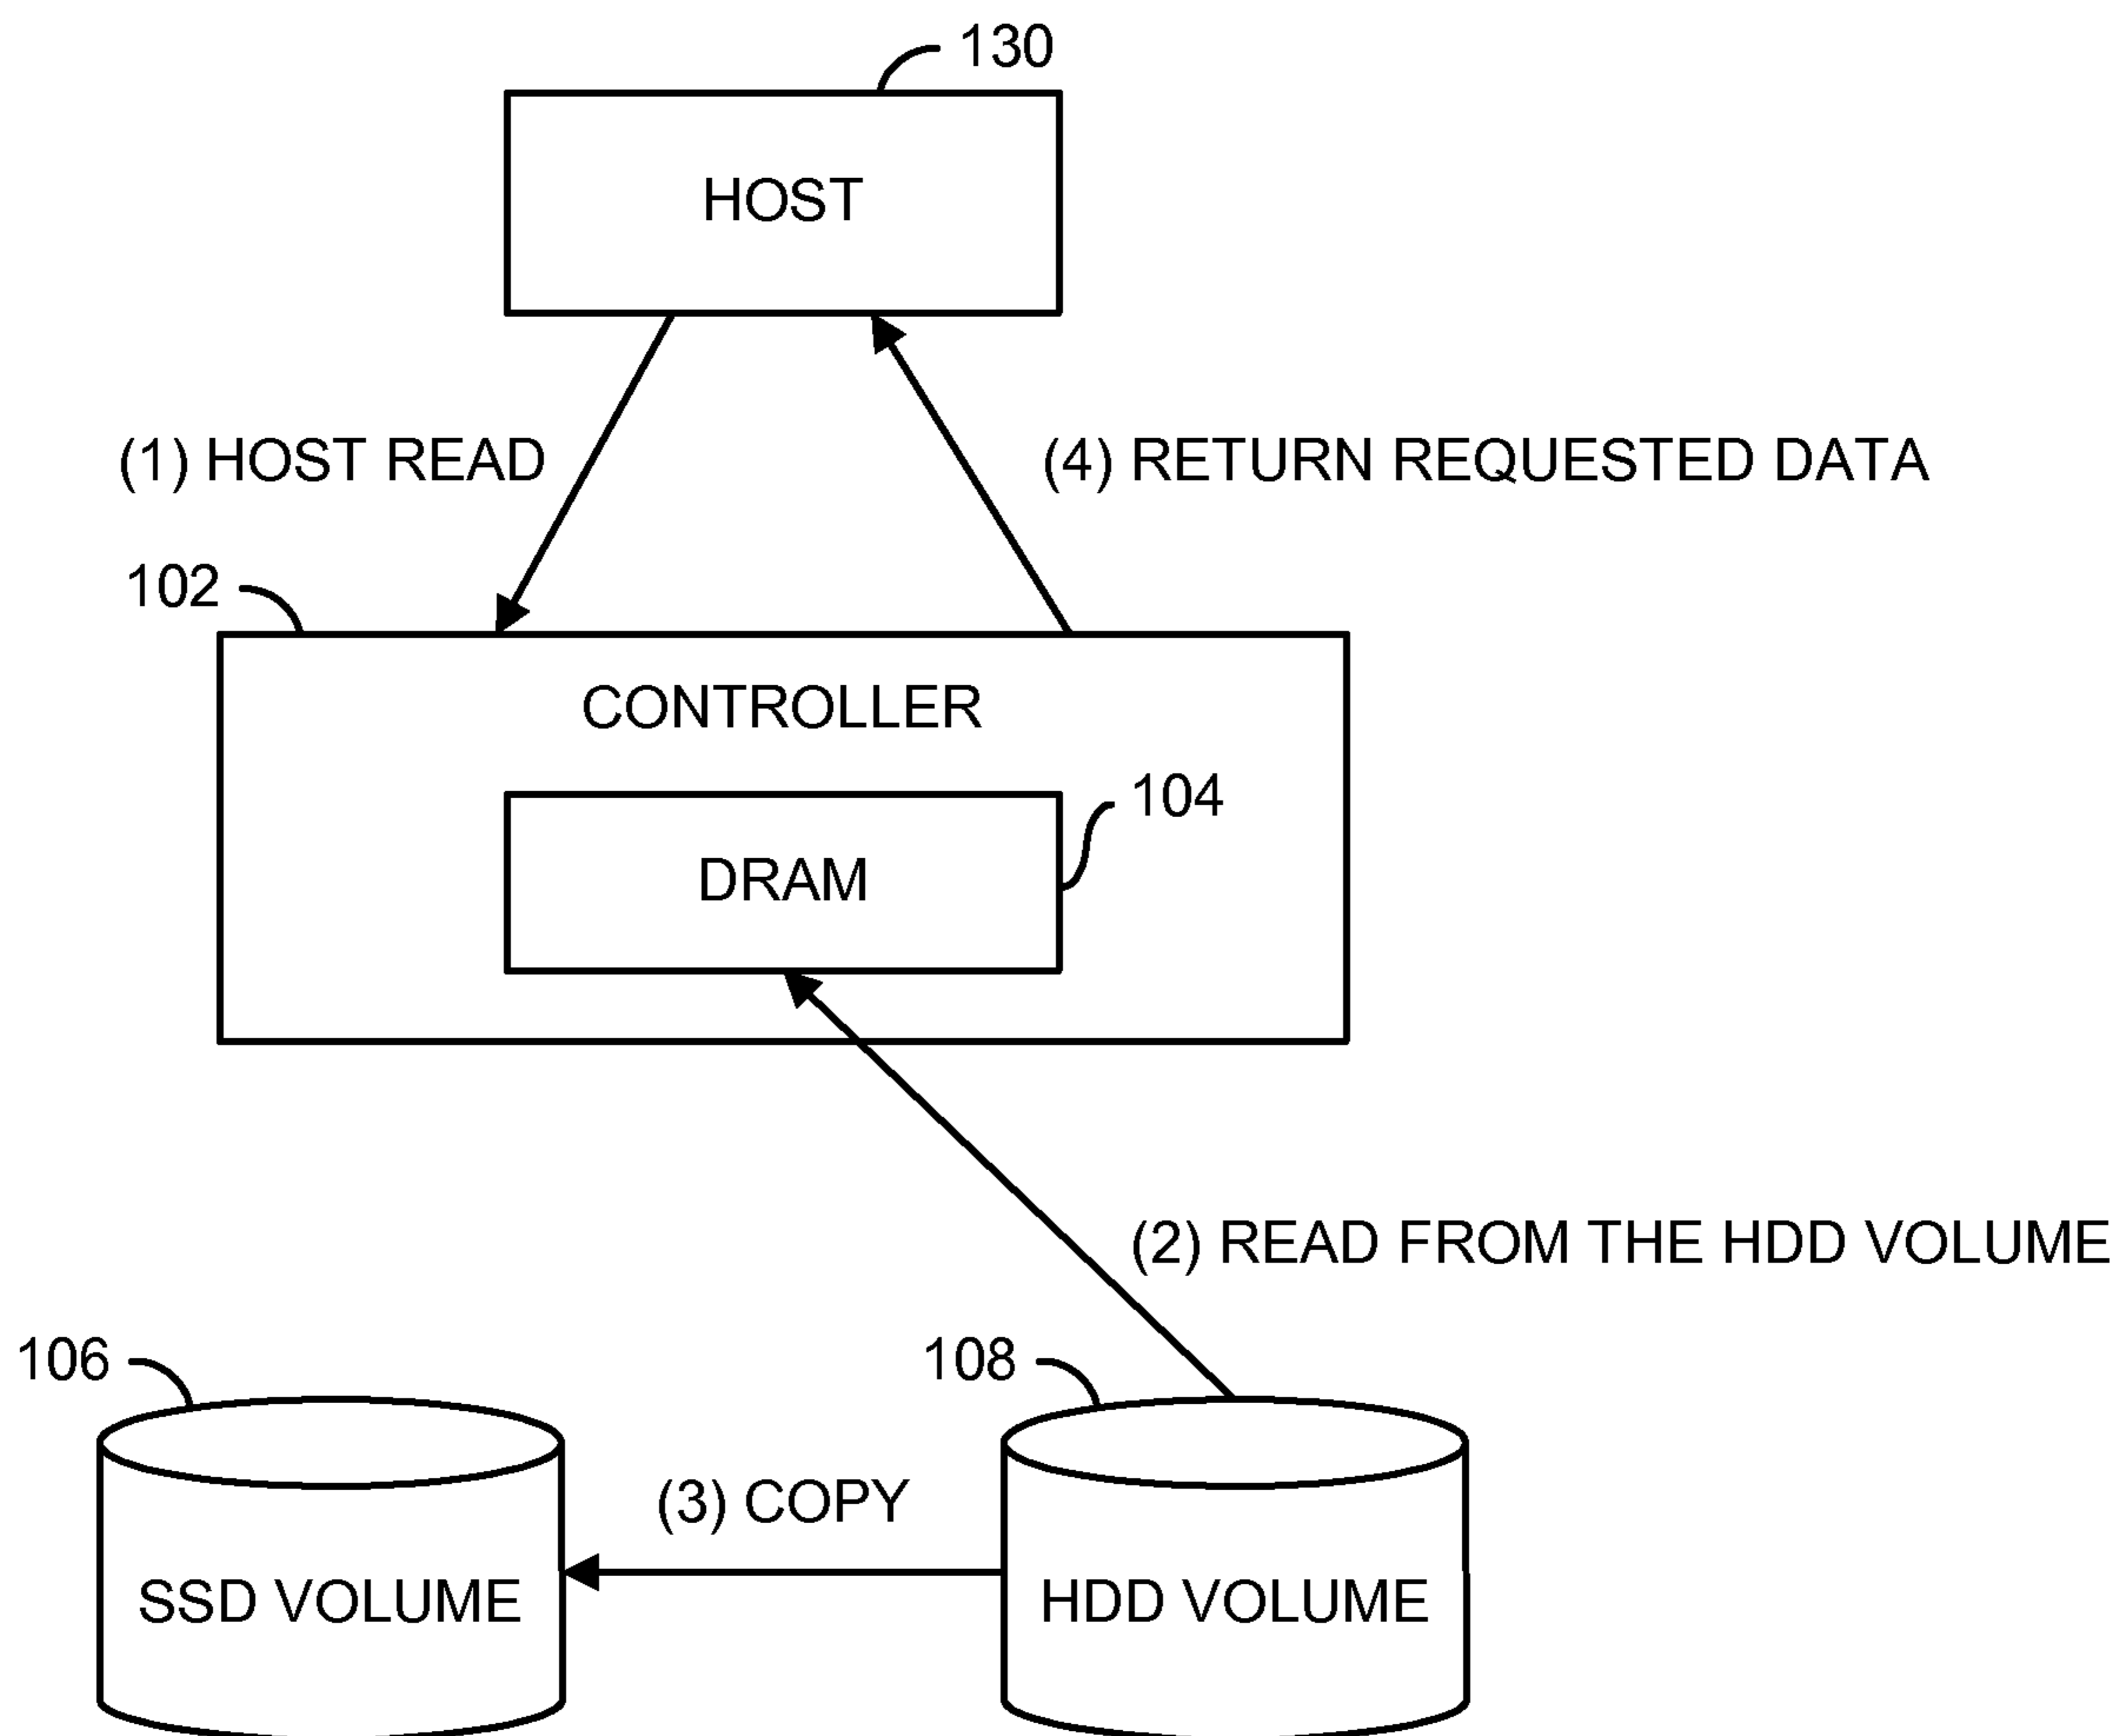 130
HOST
(1) HOST READ
(4) RETURN REQUESTED DATA
102
CONTROLLER
104
DRAM
(2) READ FROM THE HDD VOLUME
106
108
(3) COPY
SSD VOLUME
HDD VOLUME